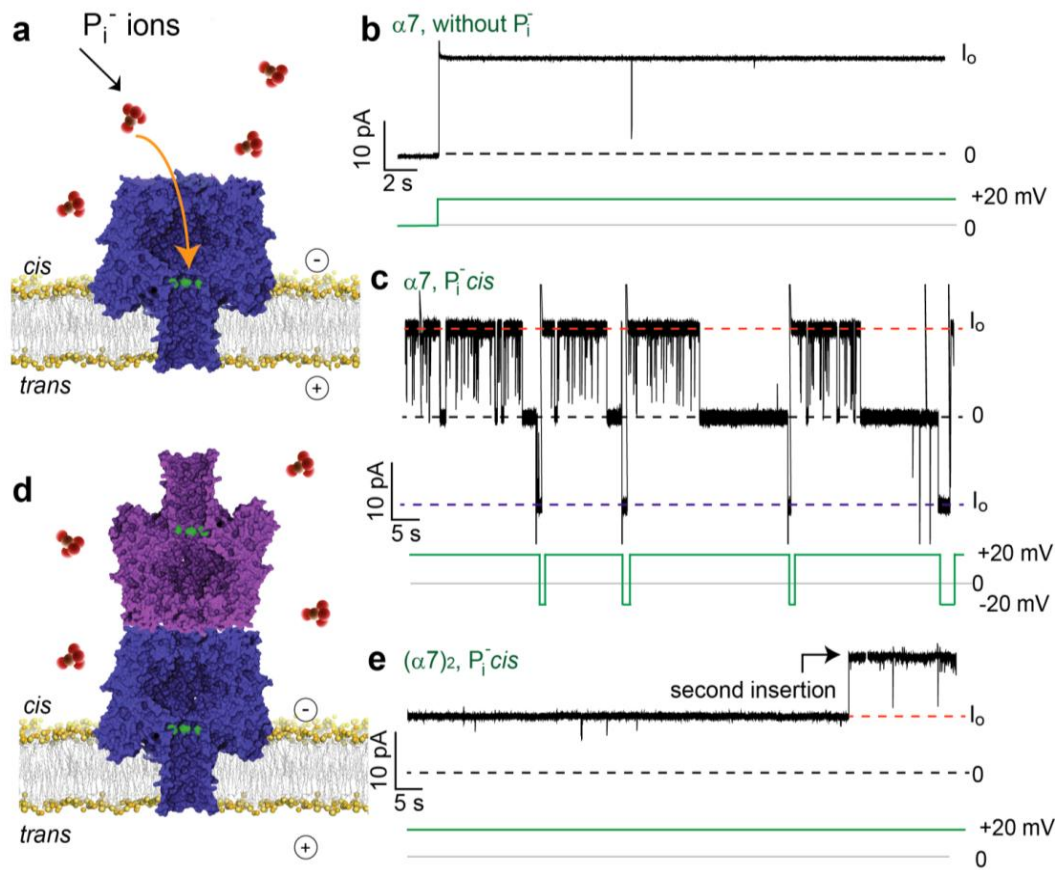 a
Pi- ions
cis
-
trans
+
b α7, without Pi-
Io
10 pA
0
2 s
+20 mV
0
c α7, Pi- cis
Io
0
10 pA
Io
5 s
+20 mV
0
-20 mV
d
cis
-
trans
+
e (α7)2, Pi- cis
second insertion
Io
10 pA
0
5 s
+20 mV
0